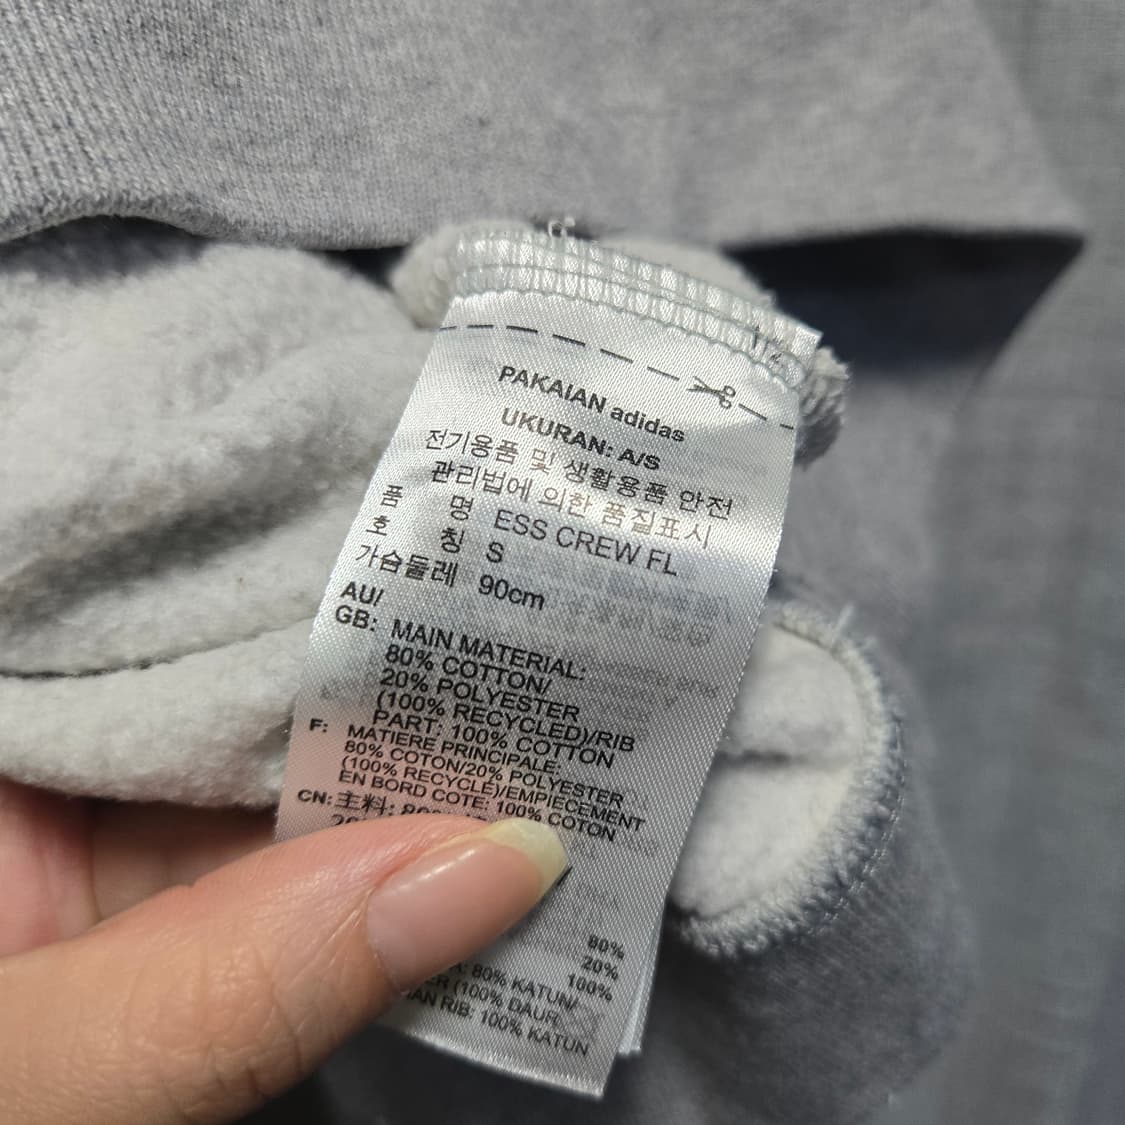 PAKAIAN adidas
UKURAN: A/S
전기용품 및 생활용품 안전
관리법에 의한 품질표시
품 명 ESS CREW FL
호 칭 S
가슴둘레 90cm
AU/
GB: MAIN MATERIAL:
80% COTTON/
20% POLYESTER
(100% RECYCLED)/RIB
PART: 100% COTTON
F: MATIERE PRINCIPALE:
80% COTON/20% POLYESTER
(100% RECYCLÉ)/EMPIÈCEMENT
EN BORD COTE: 100% COTON
CN: 主料:
80%
20%
100%
80% KATUN/
(100% DAUR
RIB: 100% KATUN